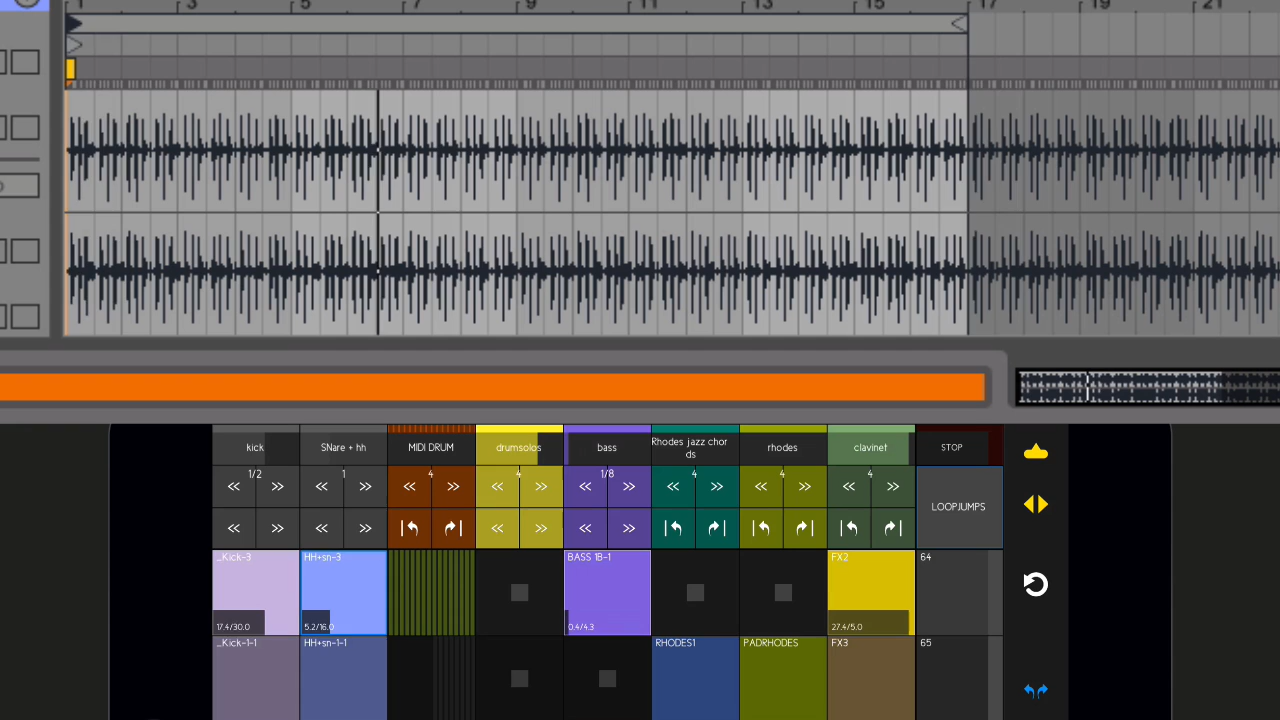 1 3 5 7 9 11 13 15 17 19 21
kick SNare + hh MIDI DRUM drumsolos bass Rhodes jazz chor
ds rhodes clavinet STOP
1/2 1 4 4 1/8 4 4 4
LOOPJUMPS
_Kick-3 HH+sn-3 BASS 1B-1 FX2 64
17.4/30.0 5.2/16.0 0.4/4.3 27.4/5.0
_Kick-1-1 HH+sn-1-1 RHODES1 PADRHODES FX3 65